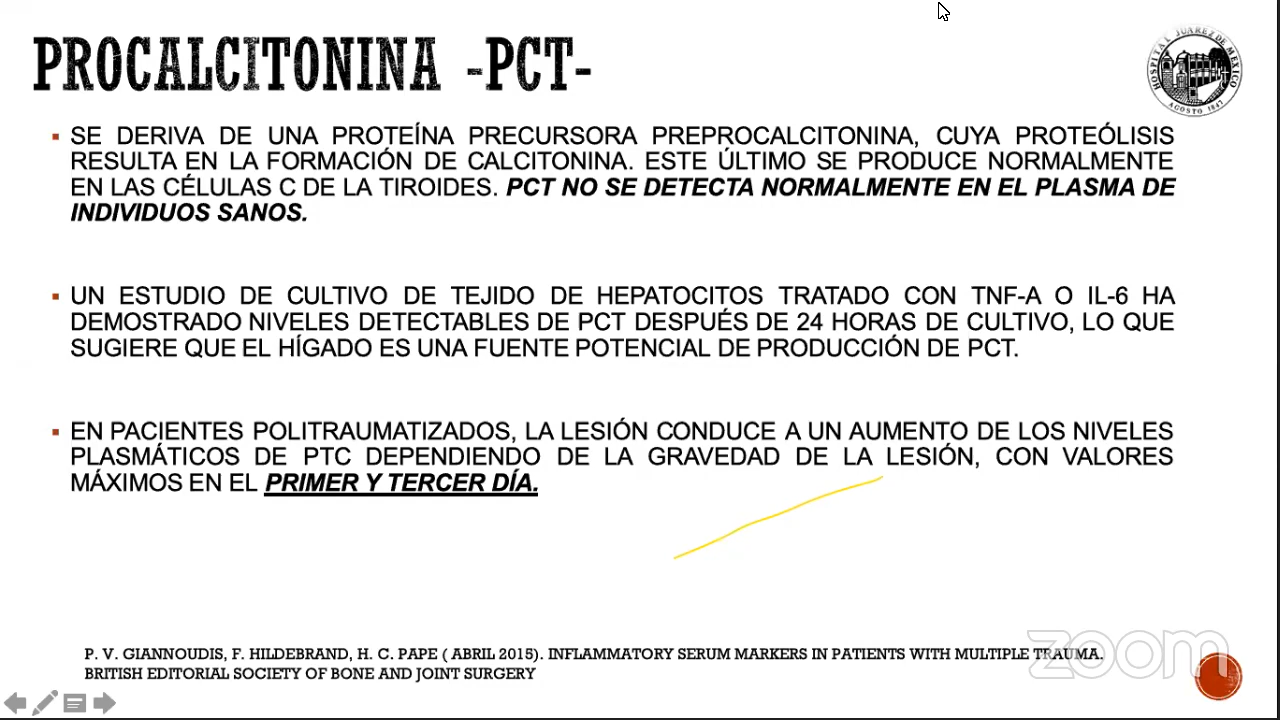 PROCALCITONINA -PCT-
HOSPITAL JUAREZ DE MEXICO
AGOSTO 1847
▪ SE DERIVA DE UNA PROTEÍNA PRECURSORA PREPROCALCITONINA, CUYA PROTEÓLISIS
RESULTA EN LA FORMACIÓN DE CALCITONINA. ESTE ÚLTIMO SE PRODUCE NORMALMENTE
EN LAS CÉLULAS C DE LA TIROIDES. PCT NO SE DETECTA NORMALMENTE EN EL PLASMA DE
INDIVIDUOS SANOS.
▪ UN ESTUDIO DE CULTIVO DE TEJIDO DE HEPATOCITOS TRATADO CON TNF-A O IL-6 HA
DEMOSTRADO NIVELES DETECTABLES DE PCT DESPUÉS DE 24 HORAS DE CULTIVO, LO QUE
SUGIERE QUE EL HÍGADO ES UNA FUENTE POTENCIAL DE PRODUCCIÓN DE PCT.
▪ EN PACIENTES POLITRAUMATIZADOS, LA LESIÓN CONDUCE A UN AUMENTO DE LOS NIVELES
PLASMÁTICOS DE PTC DEPENDIENDO DE LA GRAVEDAD DE LA LESIÓN, CON VALORES
MÁXIMOS EN EL PRIMER Y TERCER DÍA.
P. V. GIANNOUDIS, F. HILDEBRAND, H. C. PAPE ( ABRIL 2015). INFLAMMATORY SERUM MARKERS IN PATIENTS WITH MULTIPLE TRAUMA.
BRITISH EDITORIAL SOCIETY OF BONE AND JOINT SURGERY
zoom